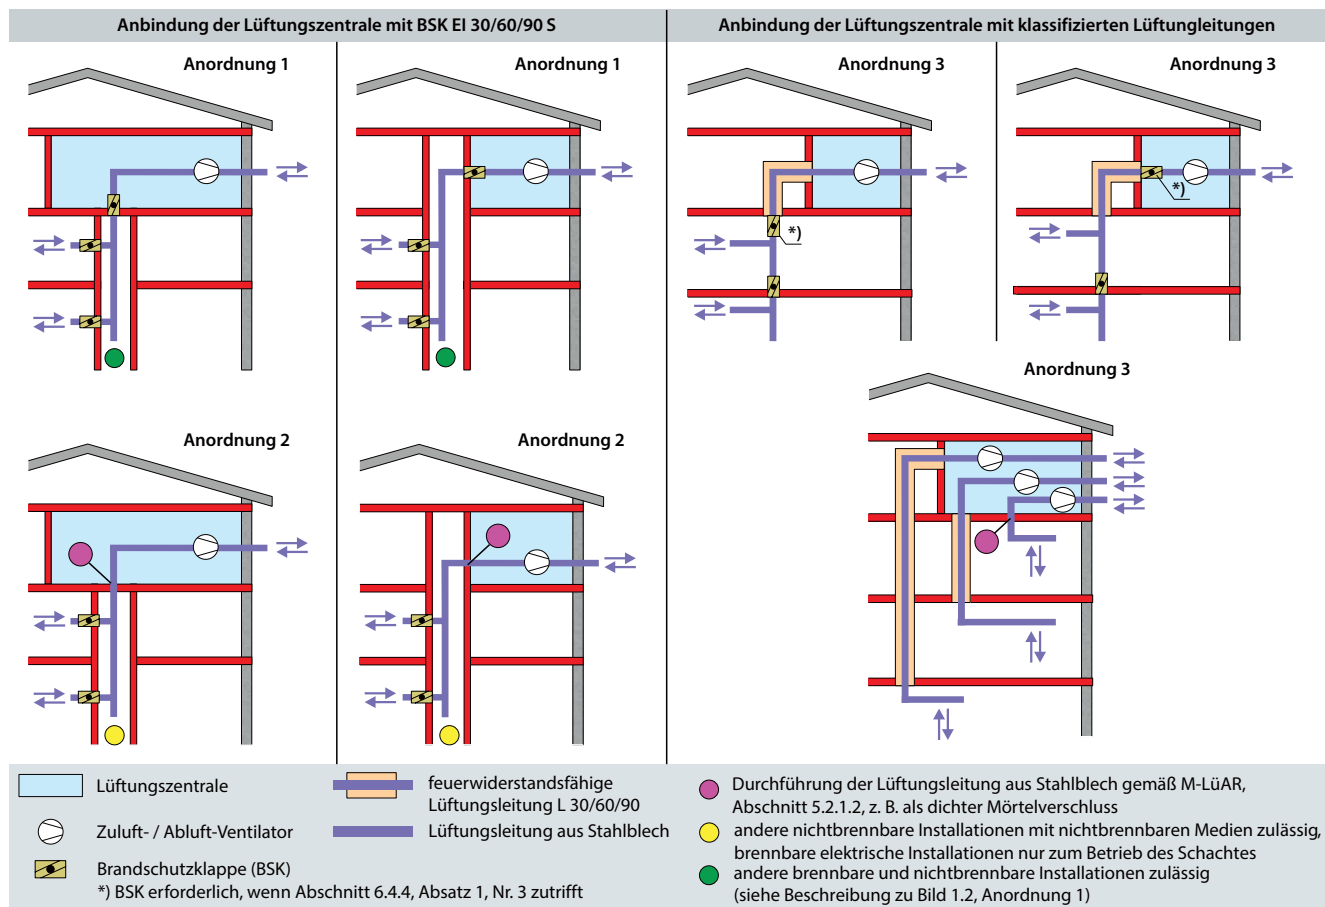 Anbindung der Lüftungszentrale mit BSK EI 30/60/90 S
Anbindung der Lüftungszentrale mit klassifizierten Lüftungleitungen
Anordnung 1
Anordnung 1
Anordnung 3
Anordnung 3
*)
*)
Anordnung 3
Anordnung 2
Anordnung 2
Lüftungszentrale
Zuluft- / Abluft-Ventilator
Brandschutzklappe (BSK)
*) BSK erforderlich, wenn Abschnitt 6.4.4, Absatz 1, Nr. 3 zutrifft
feuerwiderstandsfähige
Lüftungsleitung L 30/60/90
Lüftungsleitung aus Stahlblech
Durchführung der Lüftungsleitung aus Stahlblech gemäß M-LüAR,
Abschnitt 5.2.1.2, z. B. als dichter Mörtelverschluss
andere nichtbrennbare Installationen mit nichtbrennbaren Medien zulässig,
brennbare elektrische Installationen nur zum Betrieb des Schachtes
andere brennbare und nichtbrennbare Installationen zulässig
(siehe Beschreibung zu Bild 1.2, Anordnung 1)